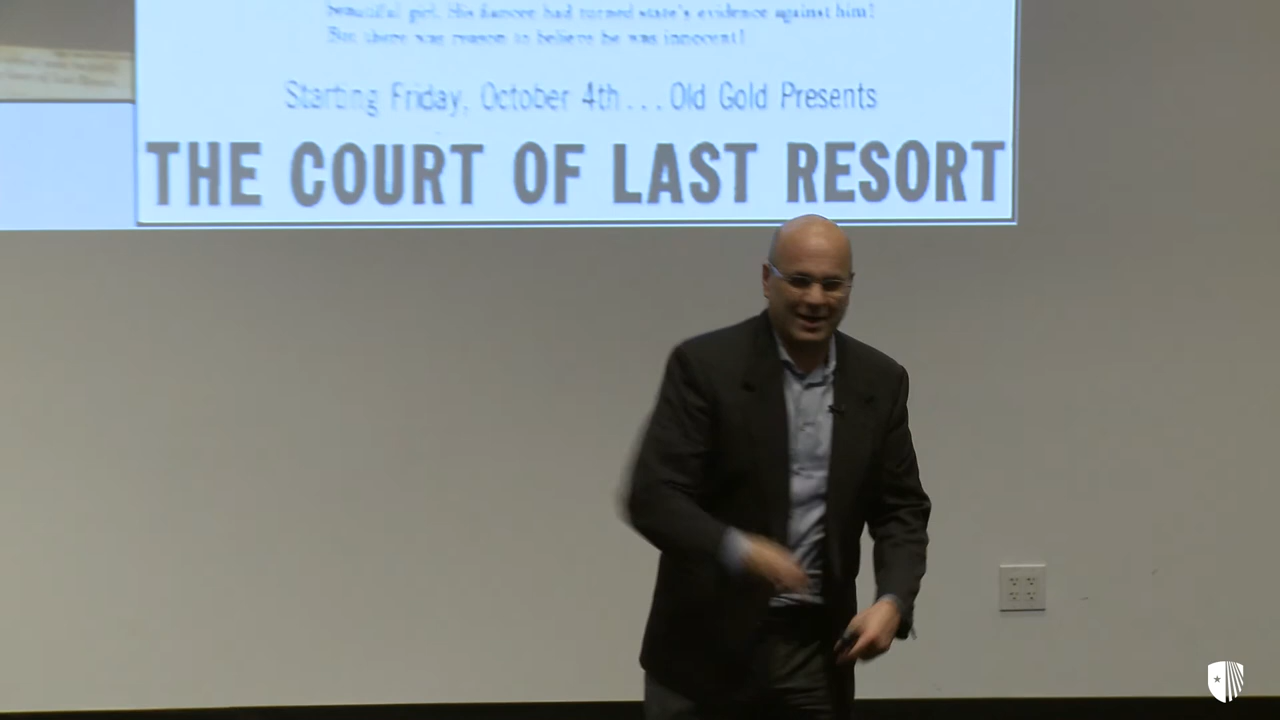 beautiful girl. His fiancee had turned state's evidence against him!
But there was reason to believe he was innocent!
Starting Friday, October 4th... Old Gold Presents
THE COURT OF LAST RESORT